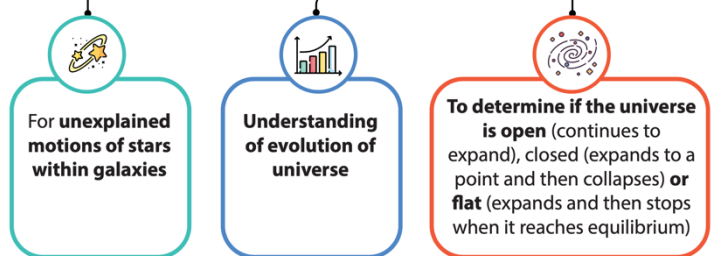 For unexplained
motions of stars
within galaxies
Understanding
of evolution of
universe
To determine if the universe
is open (continues to
expand), closed (expands to a
point and then collapses) or
flat (expands and then stops
when it reaches equilibrium)